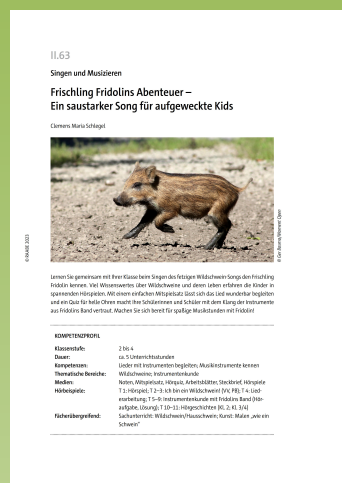 II.63
Singen und Musizieren
Frischling Fridolins Abenteuer –
Ein saustarker Song für aufgeweckte Kids
Clemens Maria Schlegel
© RAABE 2023
Lernen Sie gemeinsam mit Ihrer Klasse beim Singen des fetzigen Wildschwein-Songs den Frischling
Fridolin kennen. Viel Wissenswertes über Wildschweine und deren Leben erfahren die Kinder in
spannenden Hörspielen. Mit einem einfachen Mitspielsatz lässt sich das Lied wunderbar begleiten
und ein Quiz für helle Ohren macht Ihre Schülerinnen und Schüler mit dem Klang der Instrumente
aus Fridolins Band vertraut. Machen Sie sich bereit für spaßige Musikstunden mit Fridolin!
KOMPETENZPROFIL
Klassenstufe: 2 bis 4
Dauer: ca. 5 Unterrichtsstunden
Kompetenzen: Lieder mit Instrumenten begleiten; Musikinstrumente kennen
Thematische Bereiche: Wildschweine; Instrumentenkunde
Medien: Noten, Mitspielsatz, Hörquiz, Arbeitsblätter, Steckbrief, Hörspiele
Hörbeispiele: T 1: Hörspiel; T 2–3: Ich bin ein Wildschwein! (VV, PB); T 4: Lied-
erarbeitung; T 5–9: Instrumentenkunde mit Fridolins Band (Hör-
aufgabe, Lösung); T 10–11: Hörgeschichten (Kl. 2; Kl. 3/4)
Fächerübergreifend: Sachunterricht: Wildschwein/Hausschwein; Kunst: Malen „wie ein
Schwein“